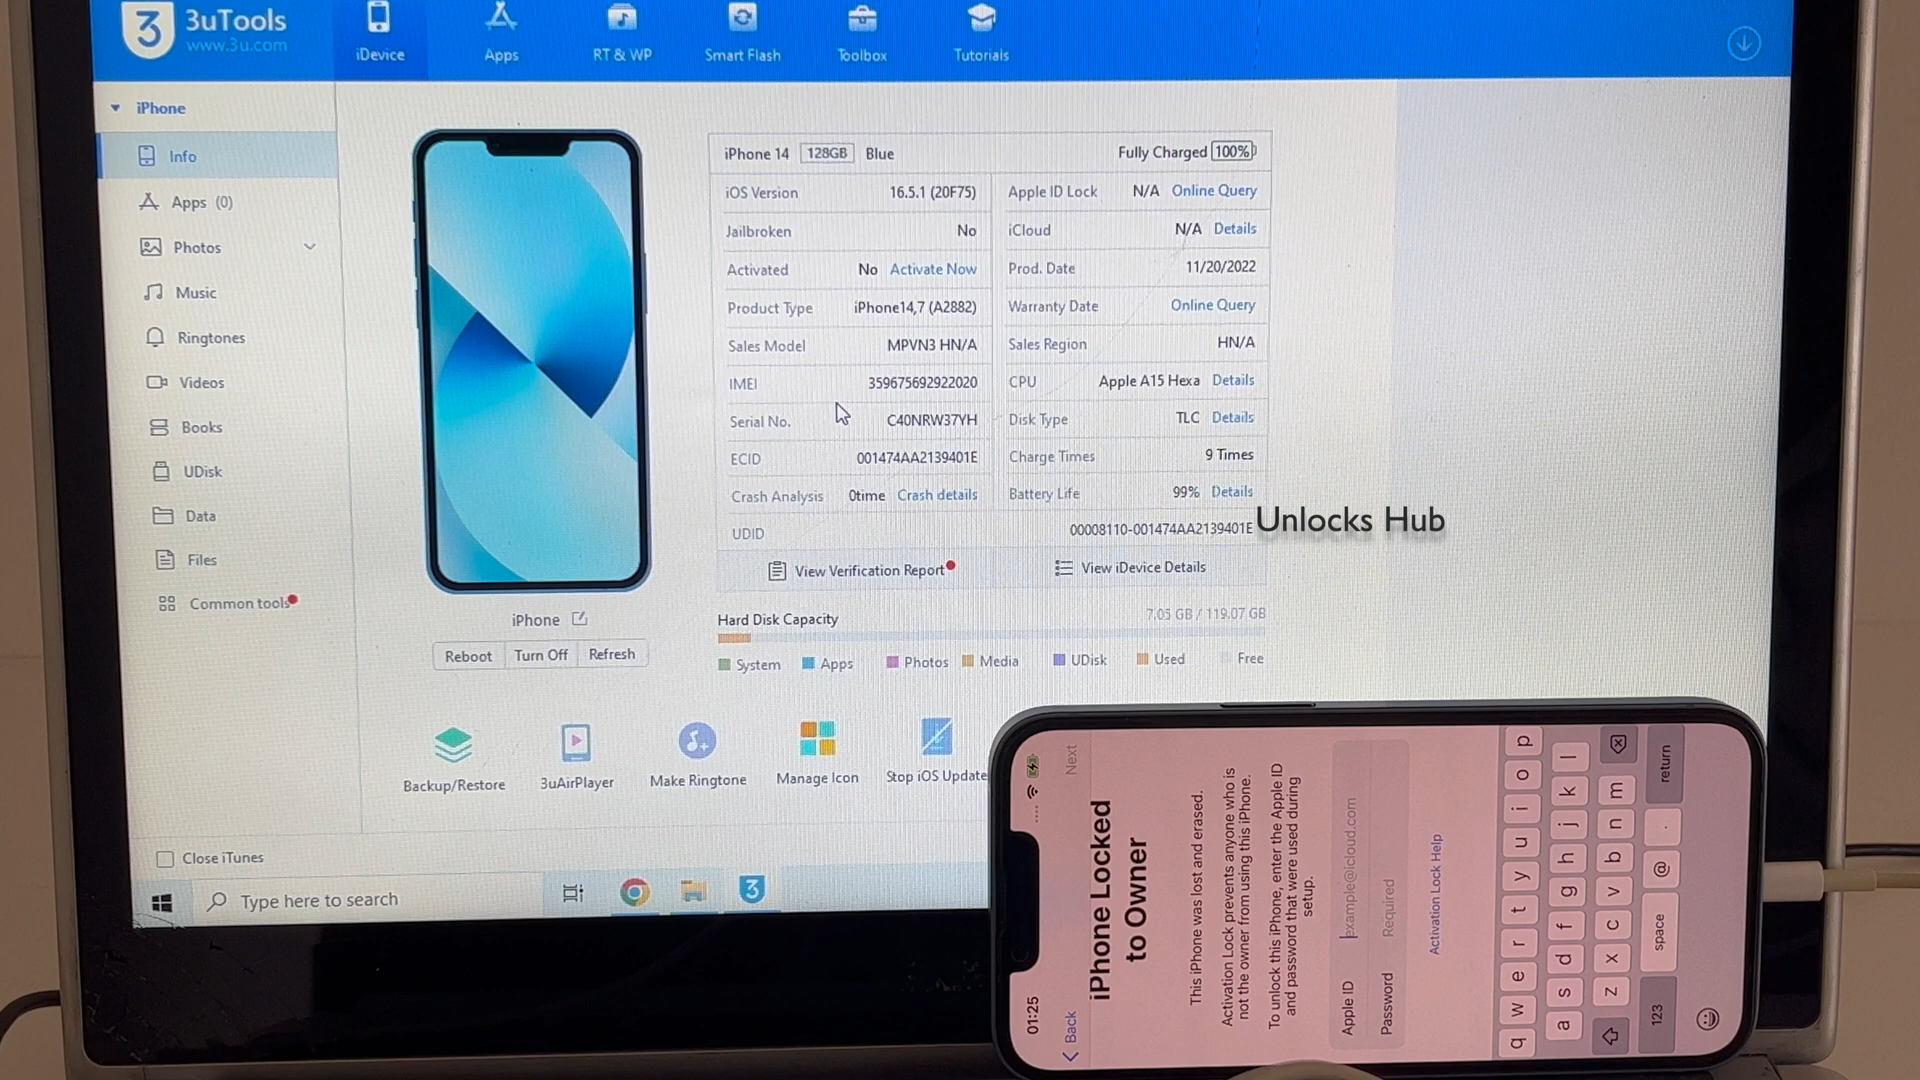 3 3uTools
www.3u.com
iDevice
Apps
RT & WP
Smart Flash
Toolbox
Tutorials
iPhone
Info
Apps (0)
Photos
Music
Ringtones
Videos
Books
UDisk
Data
Files
Common tools
iPhone
Reboot Turn Off Refresh
iPhone 14 128GB Blue Fully Charged 100%
iOS Version 16.5.1 (20F75) Apple ID Lock N/A Online Query
Jailbroken No iCloud N/A Details
Activated No Activate Now Prod. Date 11/20/2022
Product Type iPhone14,7 (A2882) Warranty Date Online Query
Sales Model MPVN3 HN/A Sales Region HN/A
IMEI 359675692922020 CPU Apple A15 Hexa Details
Serial No. C40NRW37YH Disk Type TLC Details
ECID 001474AA2139401E Charge Times 9 Times
Crash Analysis 0time Crash details Battery Life 99% Details
UDID 00008110-001474AA2139401E
Unlocks Hub
View Verification Report View iDevice Details
Hard Disk Capacity 7.05 GB / 119.07 GB
System Apps Photos Media UDisk Used Free
Backup/Restore
3uAirPlayer
Make Ringtone
Manage Icon
Stop iOS Update
Close iTunes
Type here to search
3
01:25
Back Next
iPhone Locked
to Owner
This iPhone was lost and erased.
Activation Lock prevents anyone who is
not the owner from using this iPhone.
To unlock this iPhone, enter the Apple ID
and password that were used during
setup.
Apple ID example@icloud.com
Password Required
Activation Lock Help
q w e r t y u i o p
a s d f g h j k l
z x c v b n m
123 space @ . return